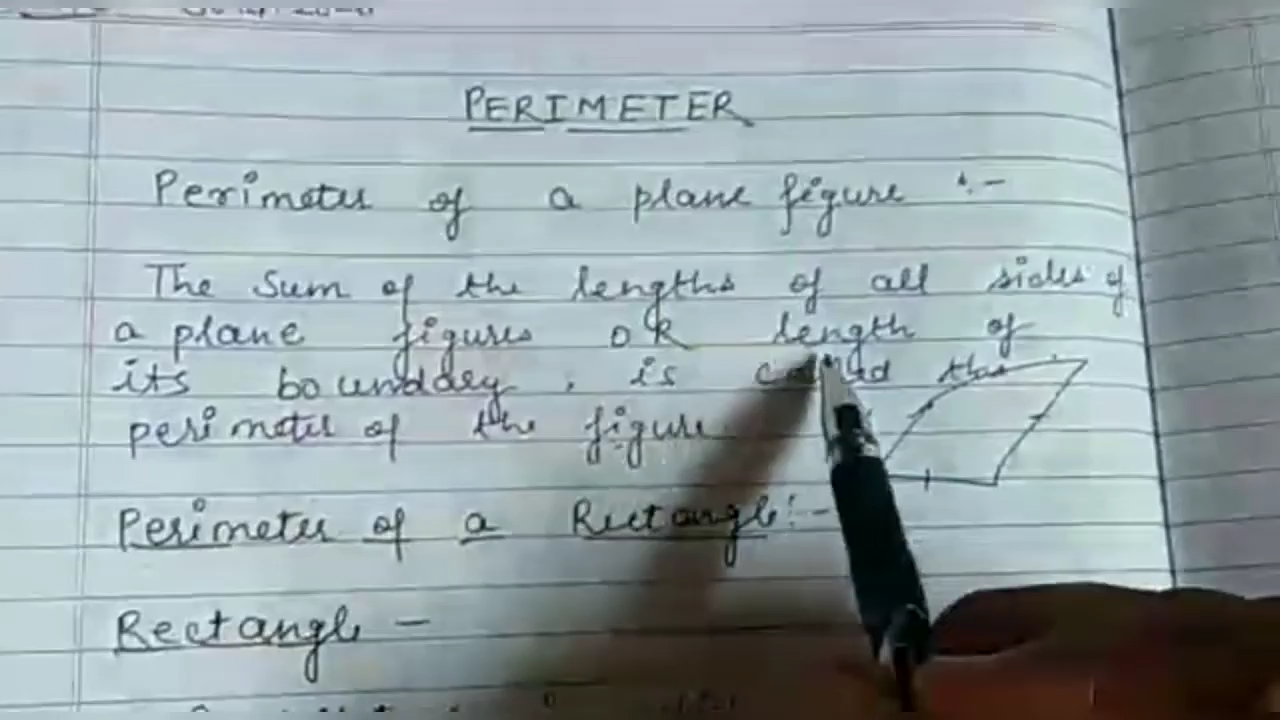 PERIMETER
Perimeter of a plane figure :-
The Sum of the lengths of all sides of
a plane figures OR length of
its boundary, is called the
perimeter of the figure
Perimeter of a Rectangle:-
Rectangle -